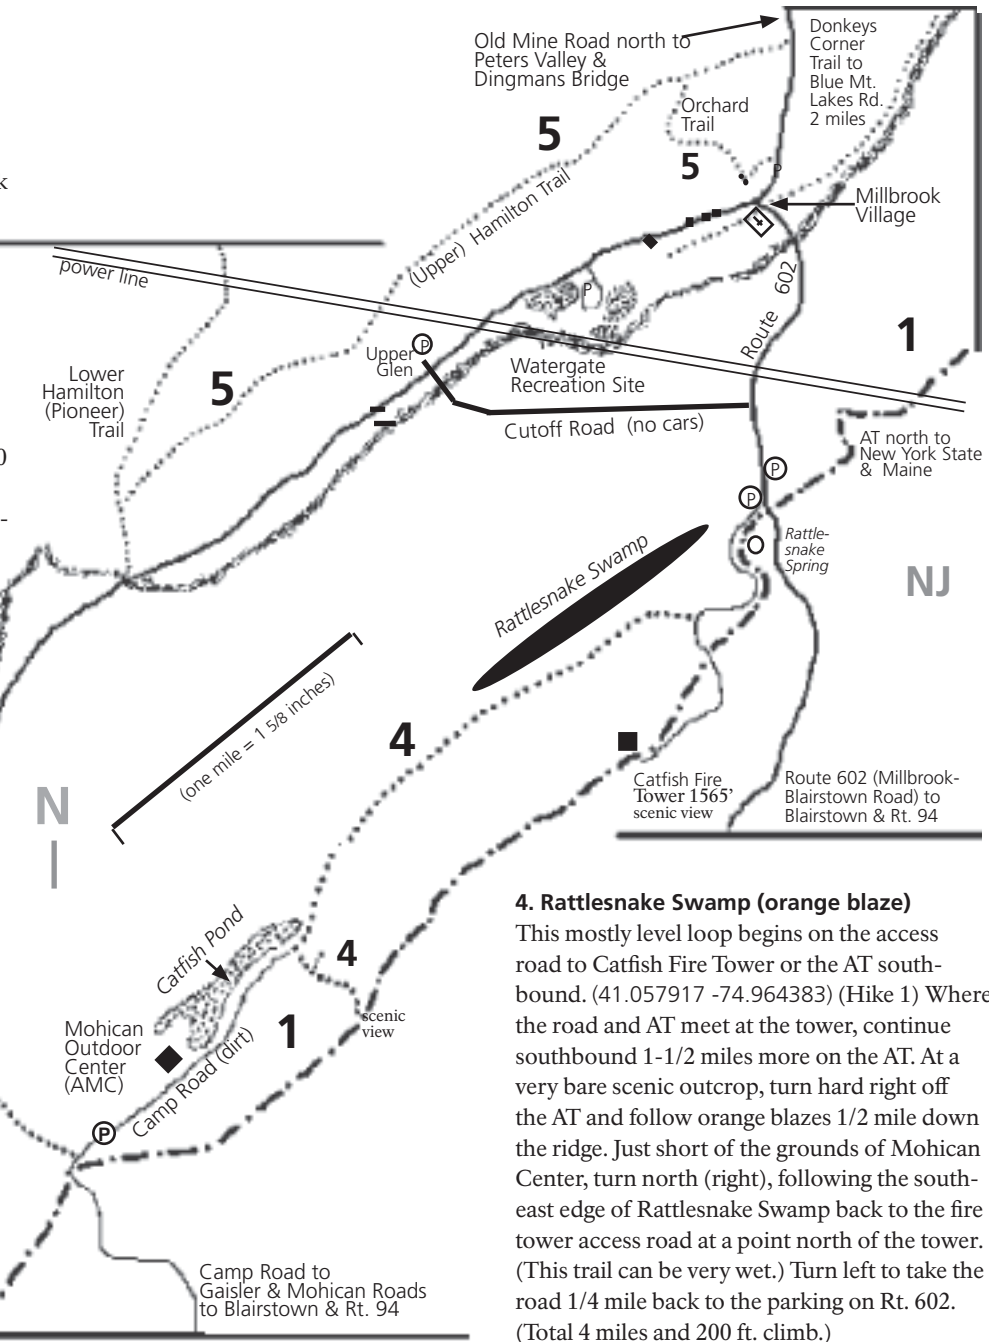 Old Mine Road north to
Peters Valley &
Dingmans Bridge
Donkeys
Corner
Trail to
Blue Mt.
Lakes Rd.
2 miles
k
5
Orchard
Trail
5
P
Millbrook
Village
(Upper) Hamilton Trail
power line
P
Route 602
1
Upper
Glen
P
Watergate
Recreation Site
Lower
Hamilton
(Pioneer)
Trail
5
Cutoff Road (no cars)
AT north to
New York State
& Maine
0
P
P
-
Rattle-
snake
Spring
Rattlesnake Swamp
NJ
(one mile = 1 5/8 inches)
4
N
Catfish Fire
Tower 1565’
scenic view
Route 602 (Millbrook-
Blairstown Road) to
Blairstown & Rt. 94
Catfish Pond
4
scenic
view
1
Mohican
Outdoor
Center
(AMC)
Camp Road (dirt)
P
Camp Road to
Gaisler & Mohican Roads
to Blairstown & Rt. 94
4. Rattlesnake Swamp (orange blaze)
This mostly level loop begins on the access
road to Catfish Fire Tower or the AT south-
bound. (41.057917 -74.964383) (Hike 1) Where
the road and AT meet at the tower, continue
southbound 1-1/2 miles more on the AT. At a
very bare scenic outcrop, turn hard right off
the AT and follow orange blazes 1/2 mile down
the ridge. Just short of the grounds of Mohican
Center, turn north (right), following the south-
east edge of Rattlesnake Swamp back to the fire
tower access road at a point north of the tower.
(This trail can be very wet.) Turn left to take the
road 1/4 mile back to the parking on Rt. 602.
(Total 4 miles and 200 ft. climb.)